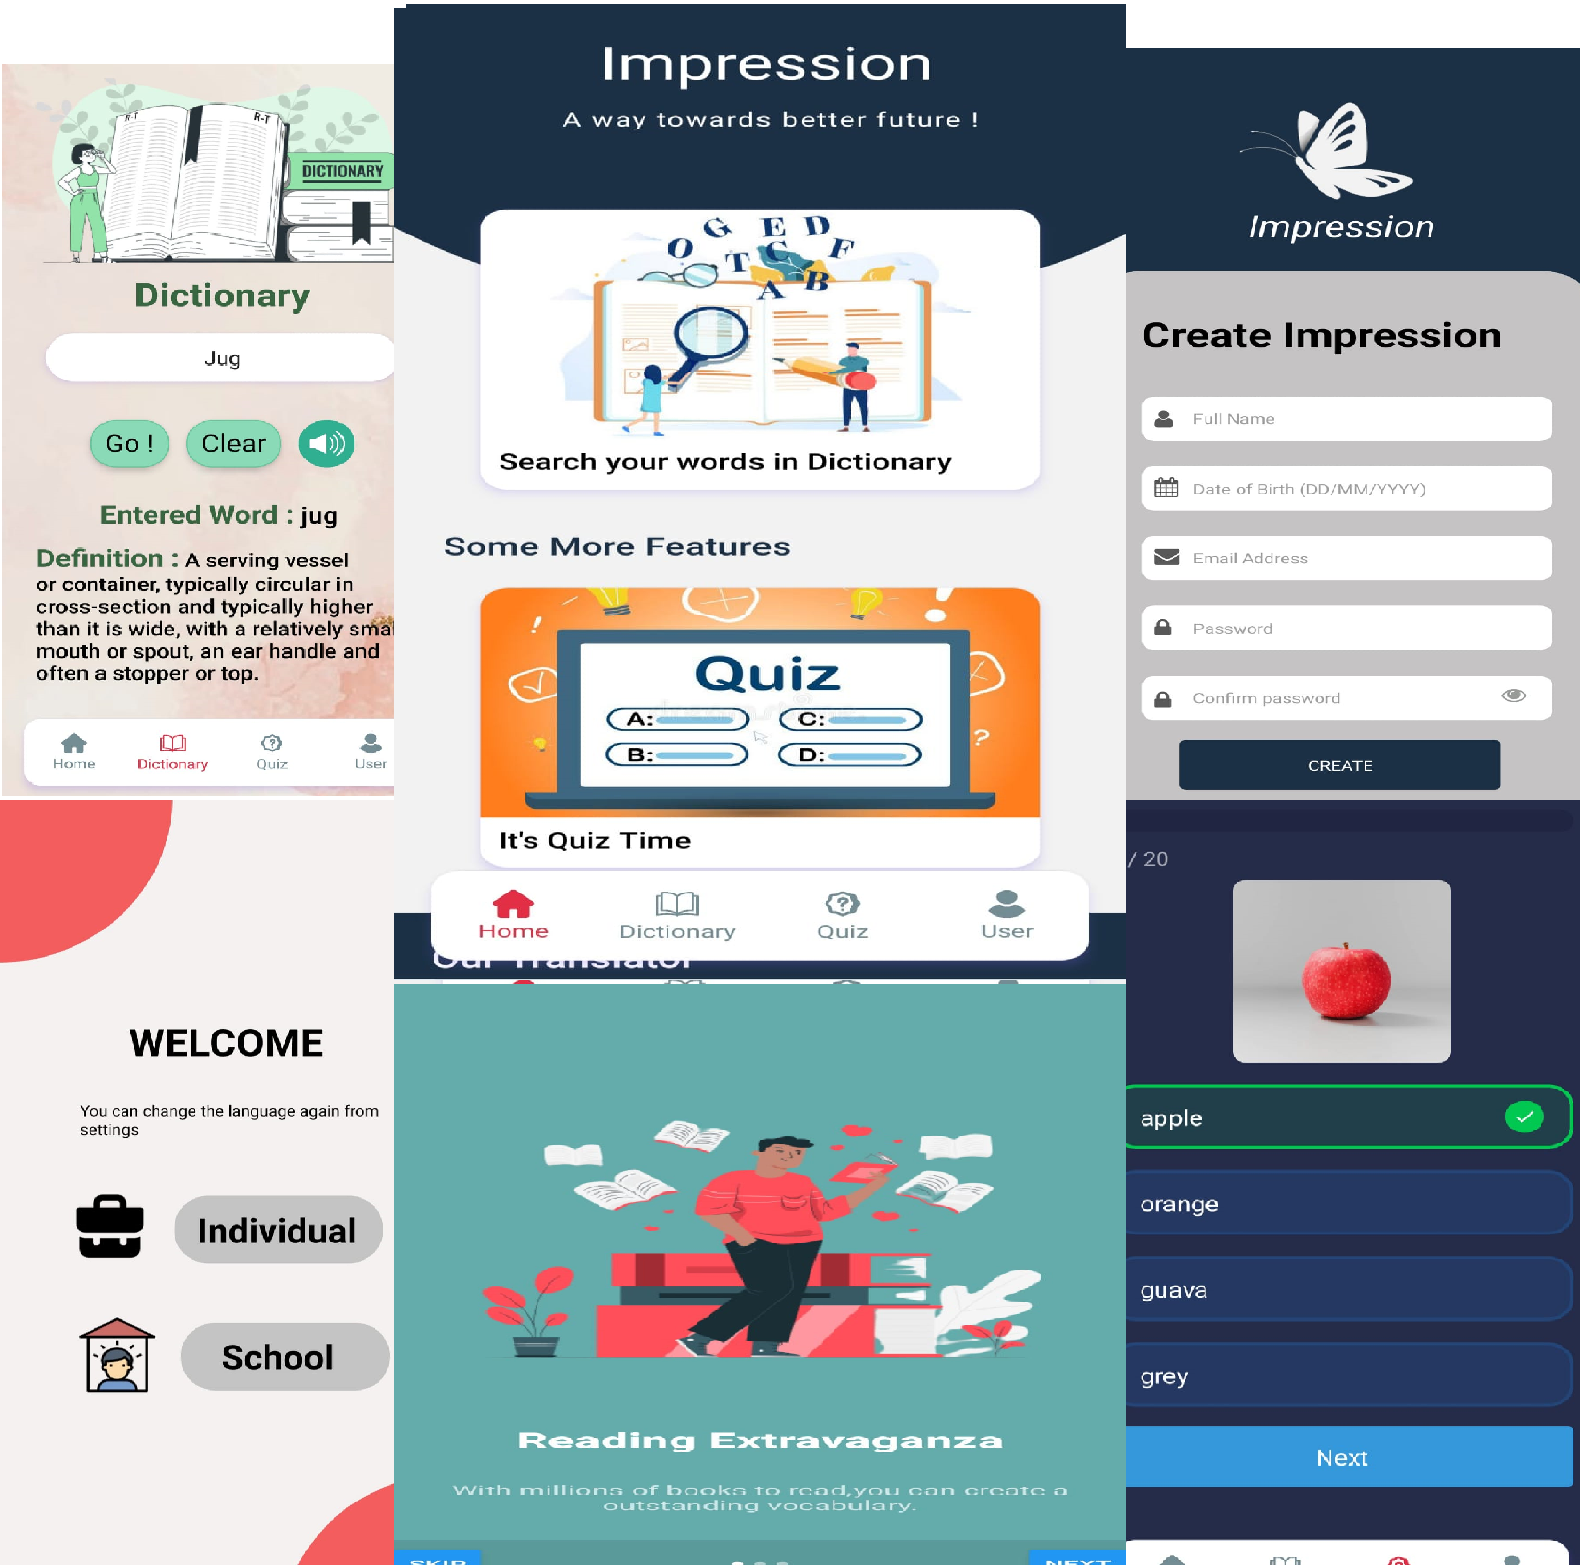 R-T
R-T
DICTIONARY
Dictionary
Jug
Go !
Clear
Entered Word : jug
Definition : A serving vessel
or container, typically circular in
cross-section and typically higher
than it is wide, with a relatively
mouth or spout, an ear handle and
often a stopper or top.
Home
Dictionary
Quiz
User
Impression
A way towards better future !
O G E D
T C F
A B
Search your words in Dictionary
Some More Features
Quiz
A:
C:
B:
D:
It's Quiz Time
Home
Dictionary
Quiz
User
Our Translator
Impression
Create Impression
Full Name
Date of Birth (DD/MM/YYYY)
Email Address
Password
Confirm password
CREATE
WELCOME
You can change the language again from
settings
Individual
School
Reading Extravaganza
With millions of books to read,you can create a
outstanding vocabulary.
SKIP
NEXT
/ 20
apple
orange
guava
grey
Next